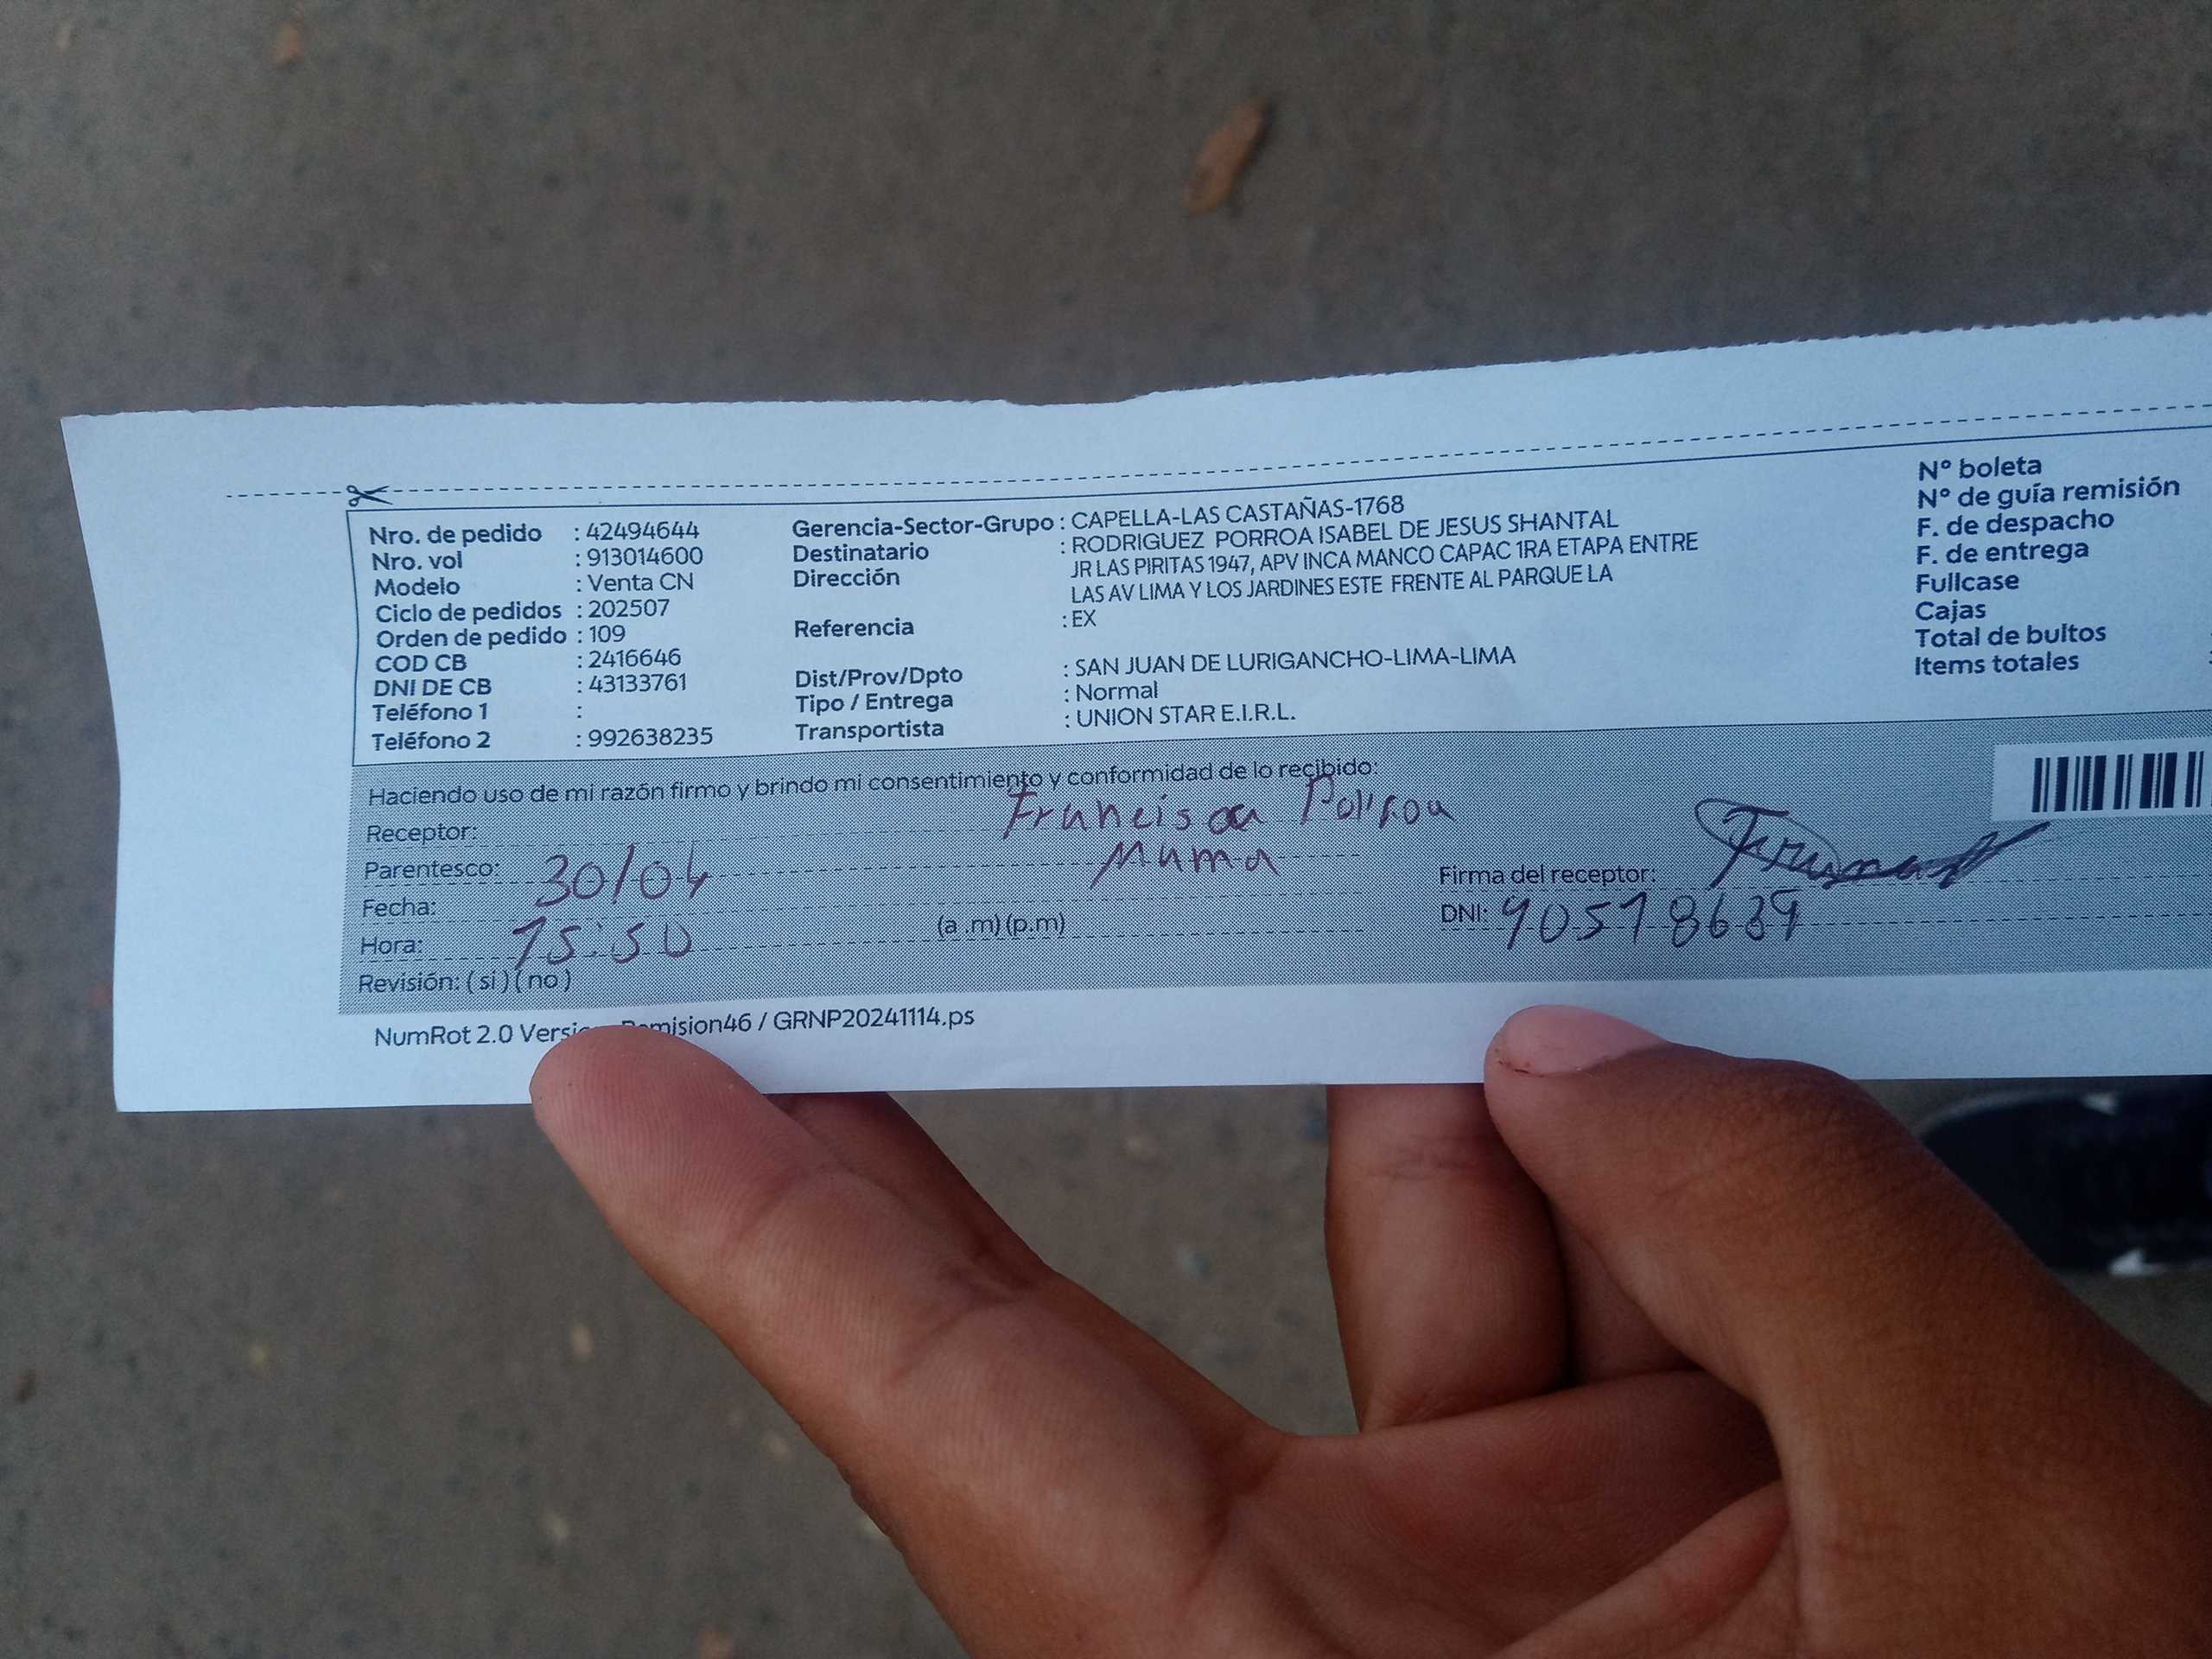 Nro. de pedido : 42494644
Nro. vol : 913014600
Modelo : Venta CN
Ciclo de pedidos : 202507
Orden de pedido : 109
COD CB : 2416646
DNI DE CB : 43133761
Teléfono 1 :
Teléfono 2 : 992638235
Gerencia-Sector-Grupo : CAPELLA-LAS CASTAÑAS-1768
Destinatario : RODRIGUEZ PORROA ISABEL DE JESUS SHANTAL
Dirección JR LAS PIRITAS 1947, APV INCA MANCO CAPAC 1RA ETAPA ENTRE
LAS AV LIMA Y LOS JARDINES ESTE FRENTE AL PARQUE LA
Referencia : EX
Dist/Prov/Dpto : SAN JUAN DE LURIGANCHO-LIMA-LIMA
Tipo / Entrega : Normal
Transportista : UNION STAR E.I.R.L.
N° boleta
N° de guía remisión
F. de despacho
F. de entrega
Fullcase
Cajas
Total de bultos
Items totales
Haciendo uso de mi razón firmo y brindo mi consentimiento y conformidad de lo recibido:
Receptor: Francisca Porroa
Parentesco: Mama
Fecha: 30/04
Hora: 15:50 (a .m) (p.m)
Revisión: ( si ) ( no )
Firma del receptor:
DNI: 40518639
NumRot 2.0 / GRNP20241114.ps